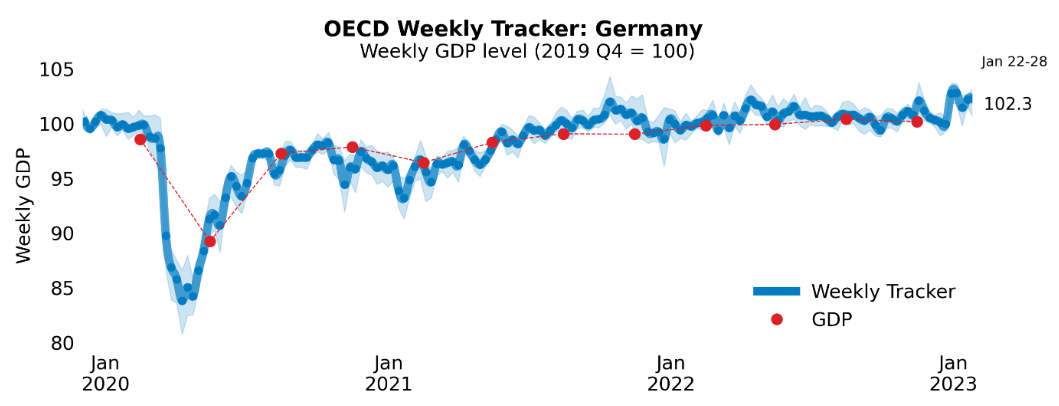 OECD Weekly Tracker: Germany
Weekly GDP level (2019 Q4 = 100)
Jan 22-28
102.3
Weekly GDP
105
100
95
90
85
80
Weekly Tracker
GDP
Jan
2020
Jan
2021
Jan
2022
Jan
2023